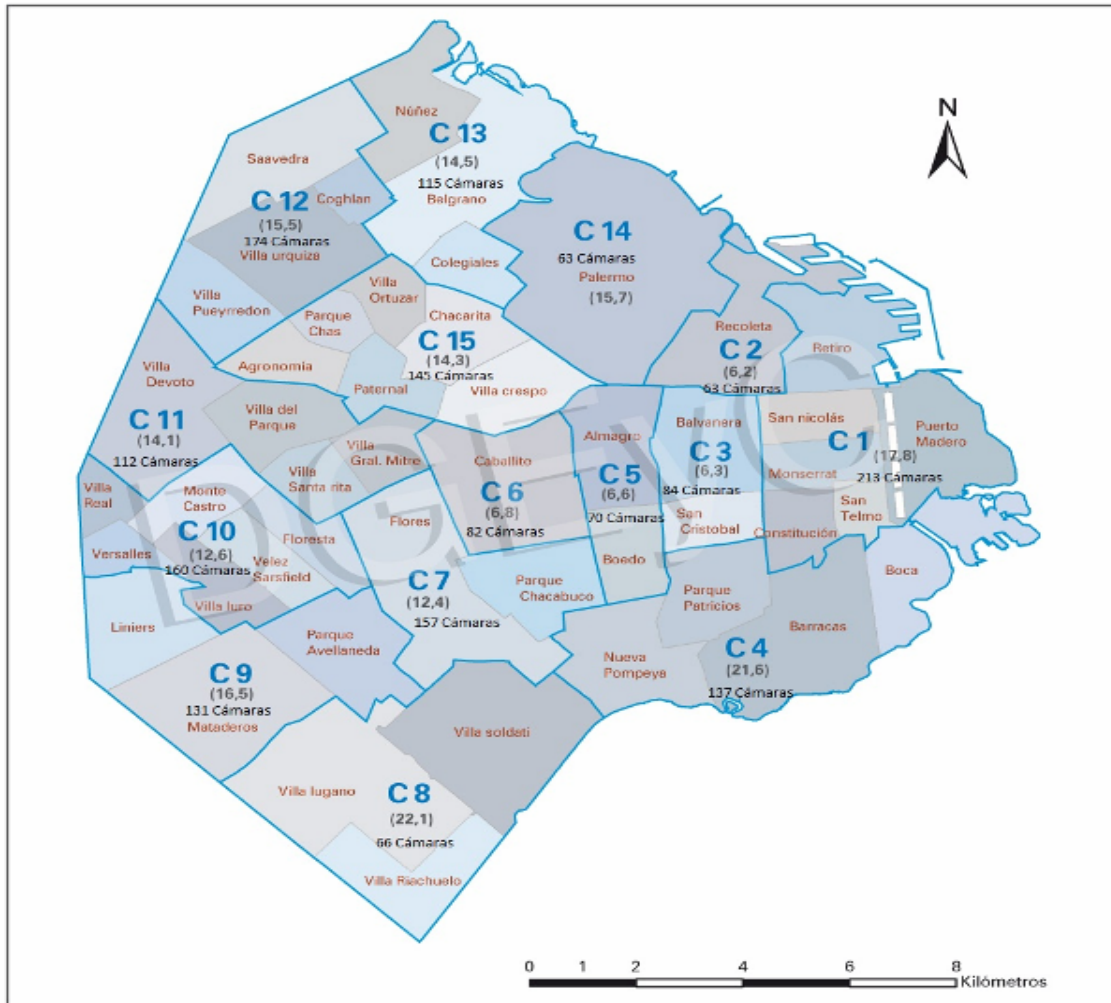 N
Núñez
C 13
(14,5)
115 Cámaras
Belgrano
Saavedra
Coghlan
C 12
(15,5)
174 Cámaras
Villa urquiza
C 14
63 Cámaras
Palermo
(15,7)
Colegiales
Villa
Pueyrredon
Villa
Ortuzar
Parque
Chas
Chacarita
C 15
(14,3)
145 Cámaras
Agronomía
Paternal
Villa crespo
Recoleta
C 2
(6,2)
63 Cámaras
Retiro
Villa
Devoto
C 11
(14,1)
112 Cámaras
Villa del
Parque
Villa
Gral. Mitre
Villa
Santa rita
Villa
Real
Almagro
C 5
(6,6)
70 Cámaras
Boedo
Balvanera
C 3
(6,3)
84 Cámaras
San
Cristobal
San nicolás
C 1
(17,8)
213 Cámaras
Puerto
Madero
Monserrat
San
Telmo
Constitución
Caballito
C 6
(6,8)
82 Cámaras
Monte
Castro
Versalles
C 10
(12,6)
160 Cámaras
Floresta
Velez
Sarsfield
Villa luro
Flores
C 7
(12,4)
157 Cámaras
Parque
Chacabuco
Liniers
Parque
Avellaneda
C 9
(16,5)
131 Cámaras
Mataderos
Parque
Patricios
Nueva
Pompeya
Barracas
C 4
(21,6)
137 Cámaras
Boca
Villa soldati
Villa lugano
C 8
(22,1)
66 Cámaras
Villa Riachuelo
DGEyC
0 1 2 4 6 8
Kilómetros